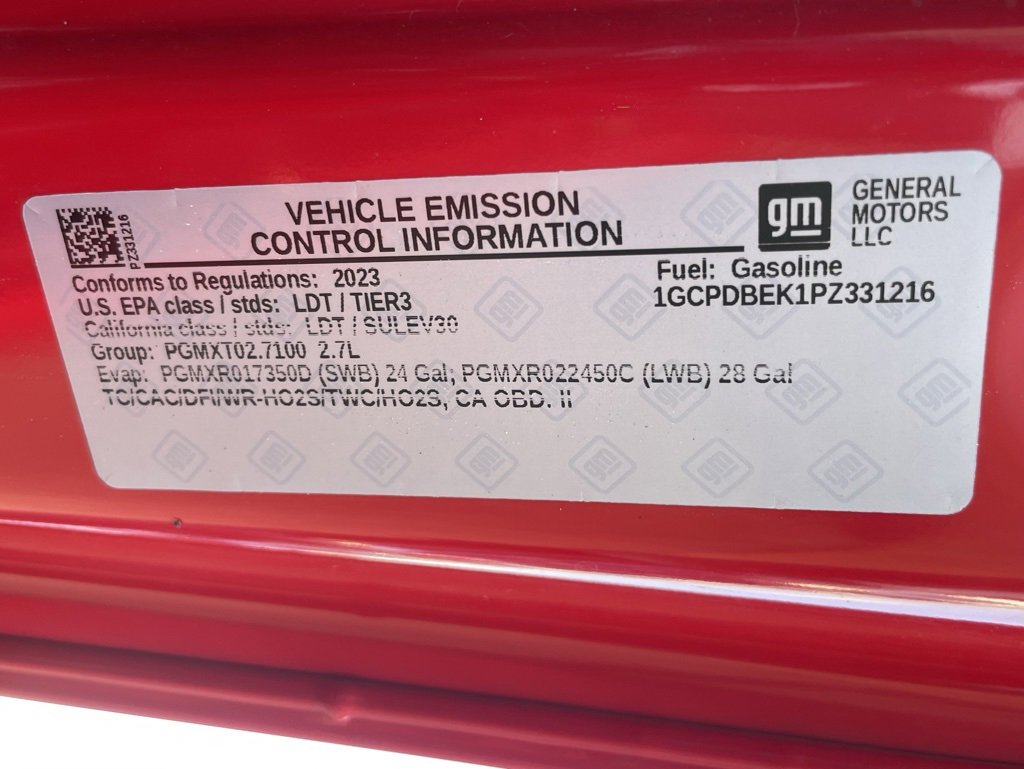 PZ331216
VEHICLE EMISSION
CONTROL INFORMATION
gm
GENERAL
MOTORS
LLC
Conforms to Regulations: 2023
U.S. EPA class / stds: LDT / TIER3
California class / stds: LDT / SULEV30
Group: PGMXT02.7100 2.7L
Evap: PGMXR017350D (SWB) 24 Gal; PGMXR022450C (LWB) 28 Gal
TC/CAC/DFI/WR-HO2S/TWC/HO2S, CA OBD. II
Fuel: Gasoline
1GCPDBEK1PZ331216